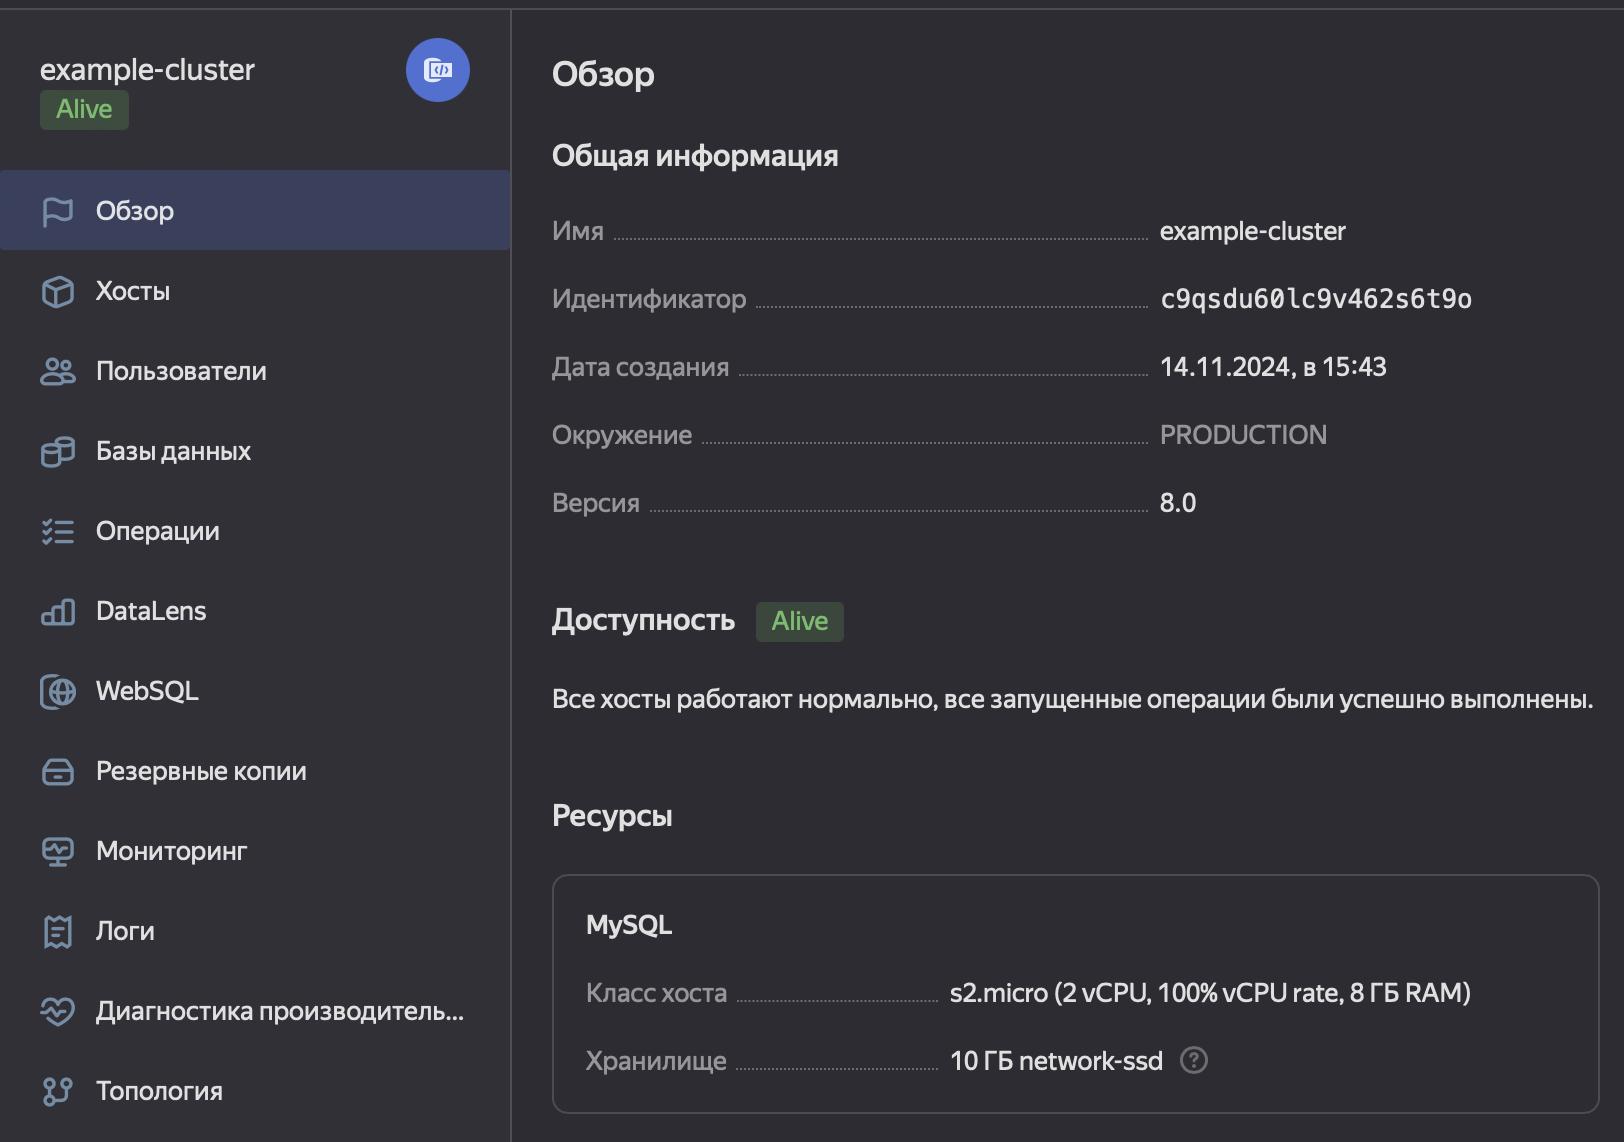 example-cluster
Alive
Обзор
Хосты
Пользователи
Базы данных
Операции
DataLens
WebSQL
Резервные копии
Мониторинг
Логи
Диагностика производитель...
Топология
Обзор
Общая информация
Имя example-cluster
Идентификатор c9qsdu60lc9v462s6t9o
Дата создания 14.11.2024, в 15:43
Окружение PRODUCTION
Версия 8.0
Доступность Alive
Все хосты работают нормально, все запущенные операции были успешно выполнены.
Ресурсы
MySQL
Класс хоста s2.micro (2 vCPU, 100% vCPU rate, 8 ГБ RAM)
Хранилище 10 ГБ network-ssd ?